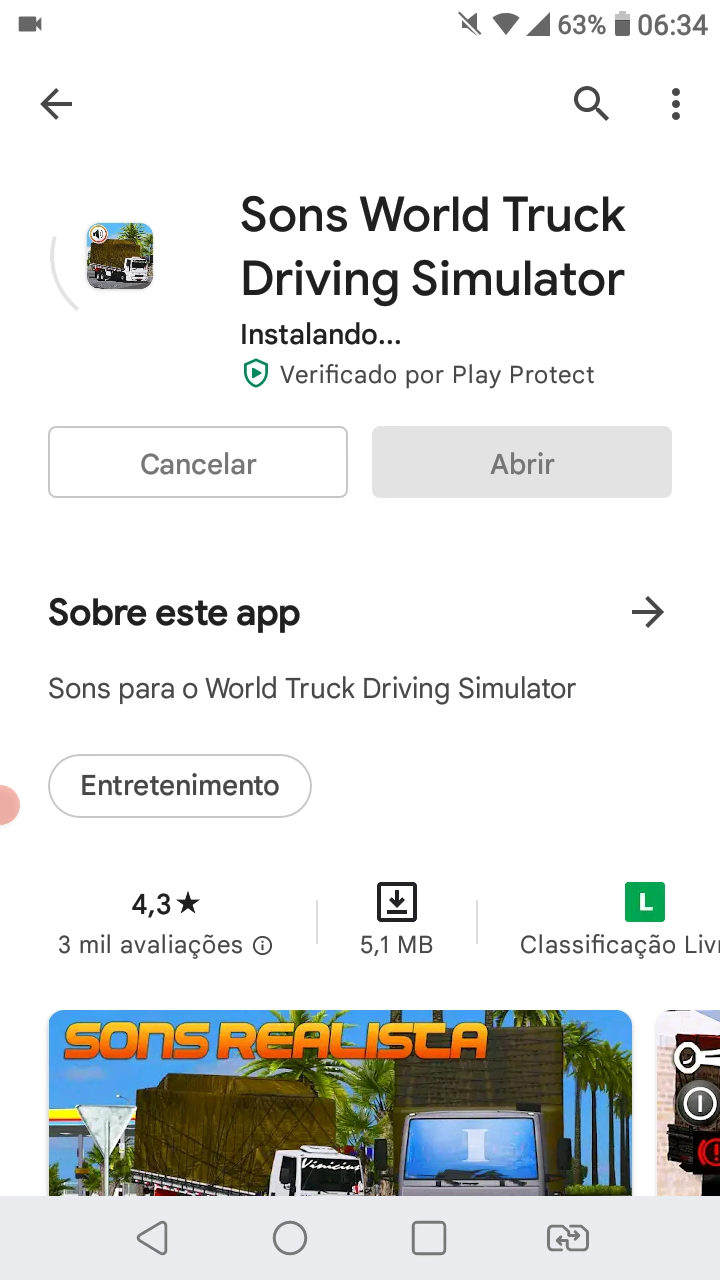 63% 06:34
Sons World Truck
Driving Simulator
Instalando...
Verificado por Play Protect
Cancelar
Abrir
Sobre este app
Sons para o World Truck Driving Simulator
Entretenimento
4,3★
3 mil avaliações
5,1 MB
L
Classificação Liv
SONS REALISTA
Vinicius